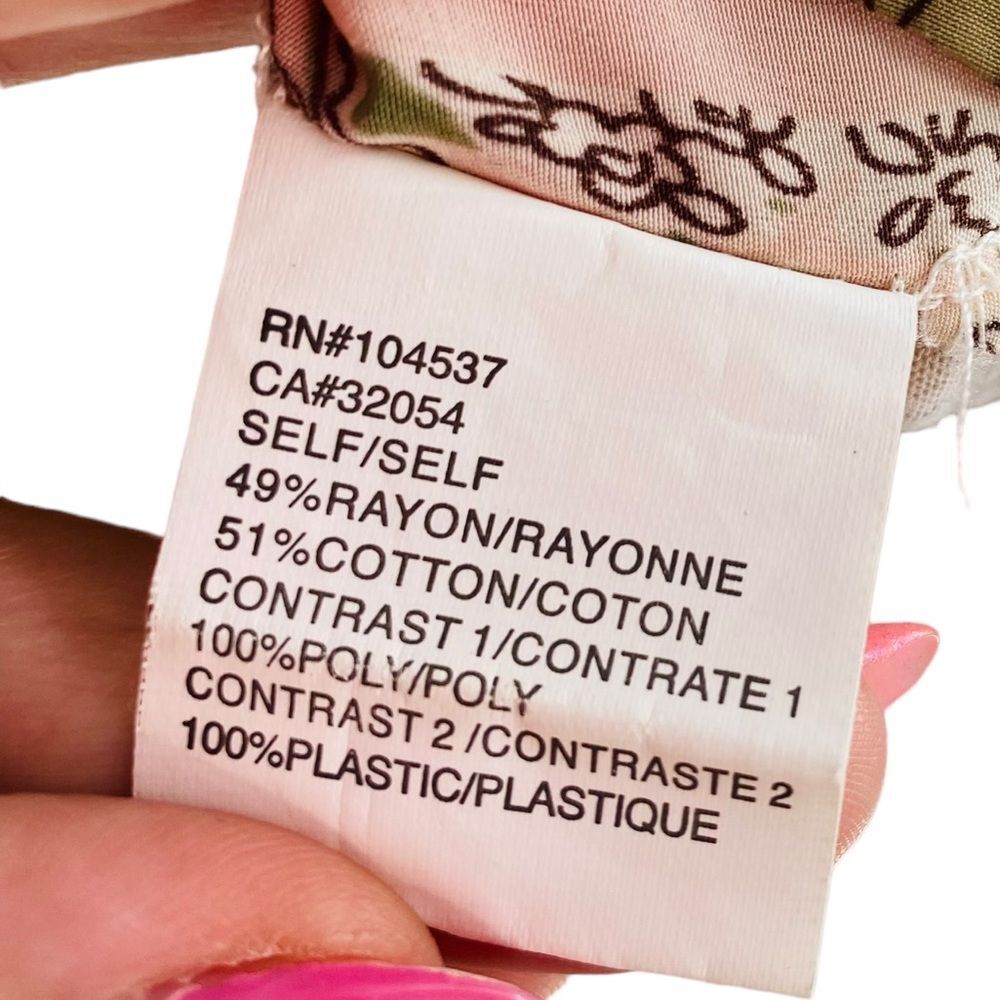 RN#104537
CA#32054
SELF/SELF
49%RAYON/RAYONNE
51%COTTON/COTON
CONTRAST 1/CONTRATE 1
100%POLY/POLY
CONTRAST 2 /CONTRASTE 2
100%PLASTIC/PLASTIQUE